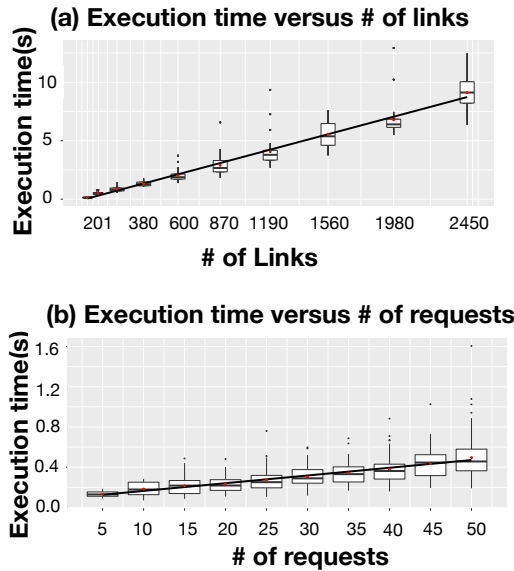 (a) Execution time versus # of links
Execution time(s)
10
5
0
201 380 600 870 1190 1560 1980 2450
# of Links
(b) Execution time versus # of requests
Execution time(s)
1.6
1.2
0.8
0.4
0.0
5 10 15 20 25 30 35 40 45 50
# of requests